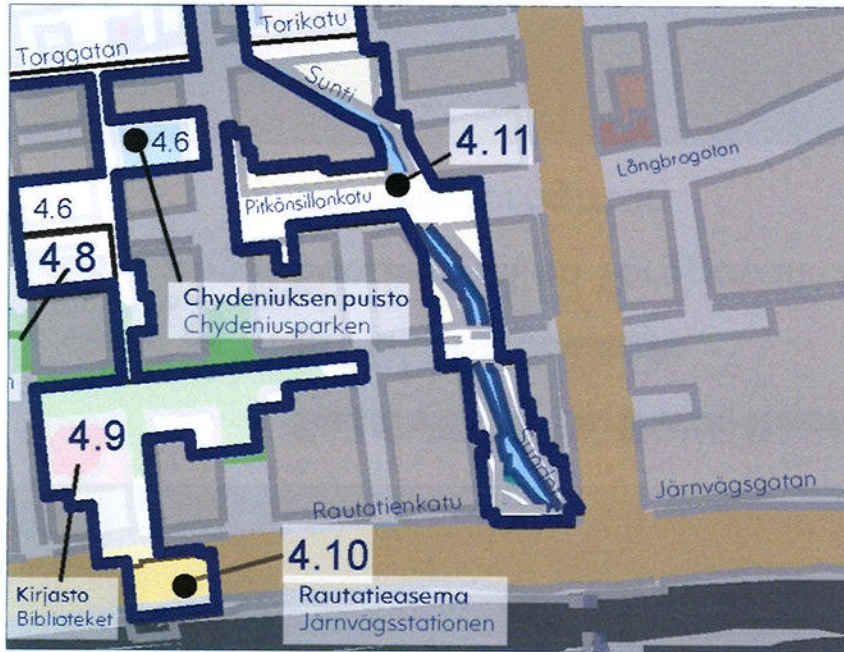 Torikatu
Torggatan
Sunti
4.6
4.11
Långbrogatan
Pitkänsillankatu
4.6
4.8
Chydeniuksen puisto
Chydeniusparken
4.9
Sundet
Rautatienkatu
Järnvägsgatan
4.10
Kirjasto
Biblioteket
Rautatieasema
Järnvägsstationen